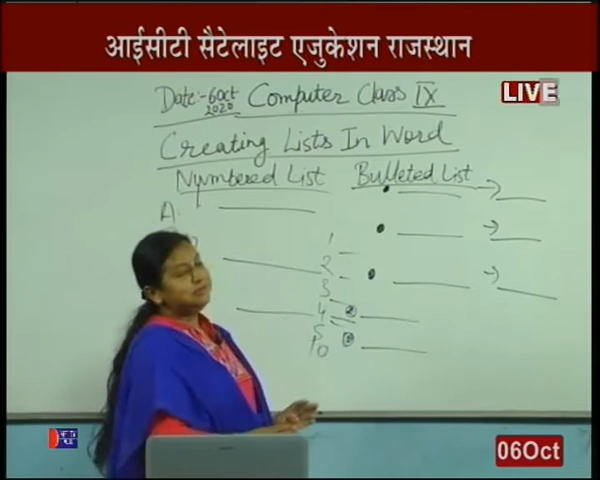 आईसीटी सैटेलाइट एजुकेशन राजस्थान
LIVE
Date:- 6 Oct 2020 Computer Class IX
Creating Lists In Word
Numbered List Bulleted List
A.
1
2
3
4
5
10
06Oct